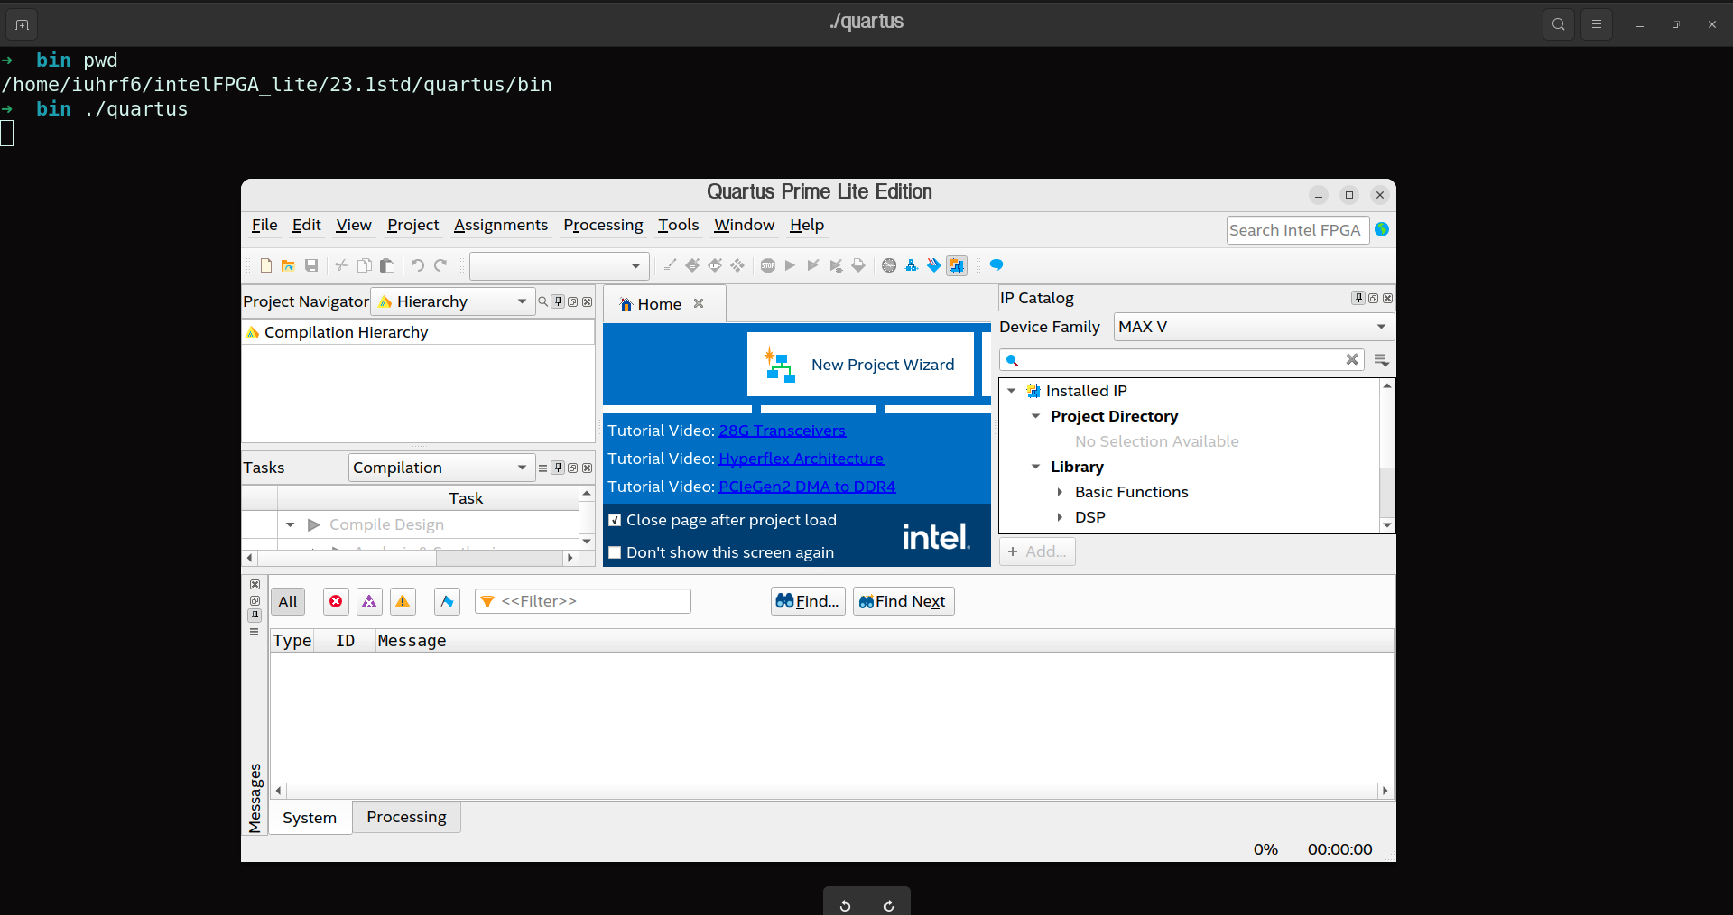 ./quartus
→ bin pwd
/home/iuhrf6/intelFPGA_lite/23.1std/quartus/bin
→ bin ./quartus
Quartus Prime Lite Edition
File Edit View Project Assignments Processing Tools Window Help
Search Intel FPGA
STOP
Project Navigator Hierarchy
Compilation Hierarchy
Tasks Compilation
Task
Compile Design
Home
New Project Wizard
Tutorial Video: 28G Transceivers
Tutorial Video: Hyperflex Architecture
Tutorial Video: PCIeGen2 DMA to DDR4
Close page after project load
Don't show this screen again
intel.
IP Catalog
Device Family MAX V
Installed IP
Project Directory
No Selection Available
Library
Basic Functions
DSP
+ Add...
All <<Filter>> Find... Find Next
Type ID Message
Messages
System Processing
0% 00:00:00